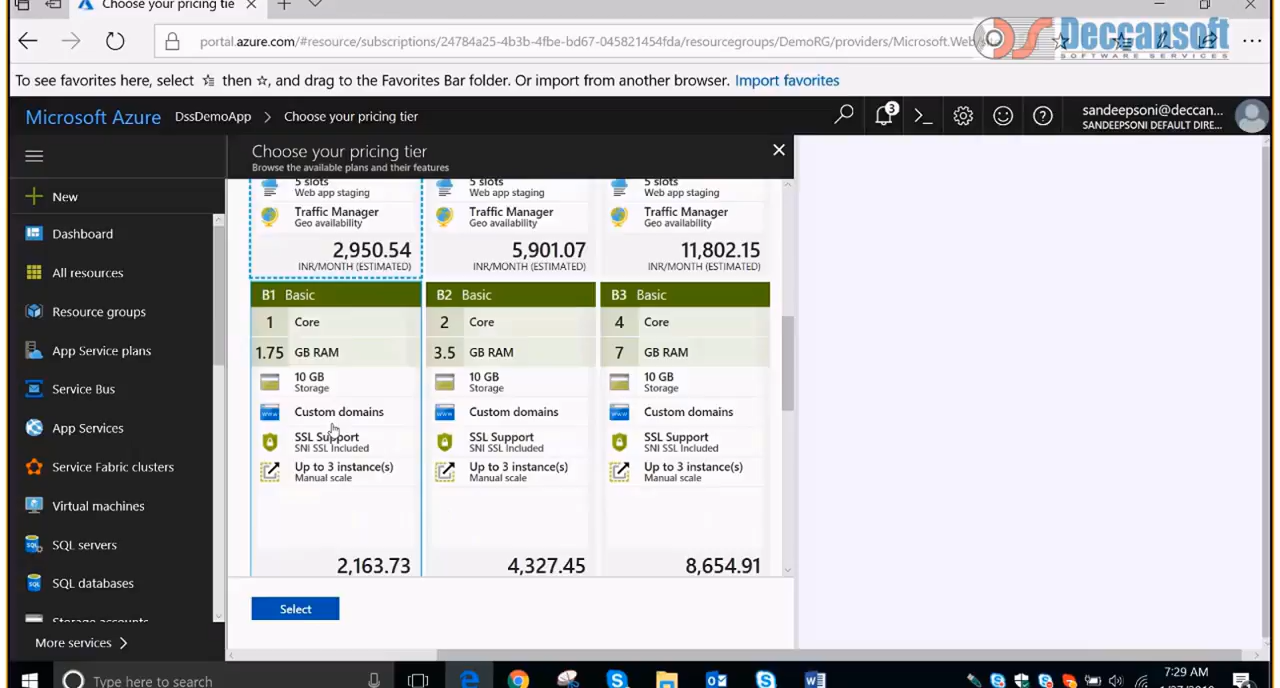 Choose your pricing tie
portal.azure.com/#resource/subscriptions/24784a25-4b3b-4fbe-bd67-045821454fda/resourcegroups/DemoRG/providers/Microsoft.Web/
Deccansoft
SOFTWARE SERVICES
To see favorites here, select then, and drag to the Favorites Bar folder. Or import from another browser. Import favorites
Microsoft Azure DssDemoApp > Choose your pricing tier
3
sandeepsoni@deccan...
SANDEEPSONI DEFAULT DIRE...
Choose your pricing tier
Browse the available plans and their features
New
Dashboard
All resources
Resource groups
App Service plans
Service Bus
App Services
Service Fabric clusters
Virtual machines
SQL servers
SQL databases
Storage accounts
More services >
5 slots 5 slots 5 slots
Web app staging Web app staging Web app staging
Traffic Manager Traffic Manager Traffic Manager
Geo availability Geo availability Geo availability
2,950.54 5,901.07 11,802.15
INR/MONTH (ESTIMATED) INR/MONTH (ESTIMATED) INR/MONTH (ESTIMATED)
B1 Basic B2 Basic B3 Basic
1 Core 2 Core 4 Core
1.75 GB RAM 3.5 GB RAM 7 GB RAM
10 GB 10 GB 10 GB
Storage Storage Storage
Custom domains Custom domains Custom domains
SSL Support SSL Support SSL Support
SNI SSL Included SNI SSL Included SNI SSL Included
Up to 3 instance(s) Up to 3 instance(s) Up to 3 instance(s)
Manual scale Manual scale Manual scale
2,163.73 4,327.45 8,654.91
Select
Type here to search
7:29 AM